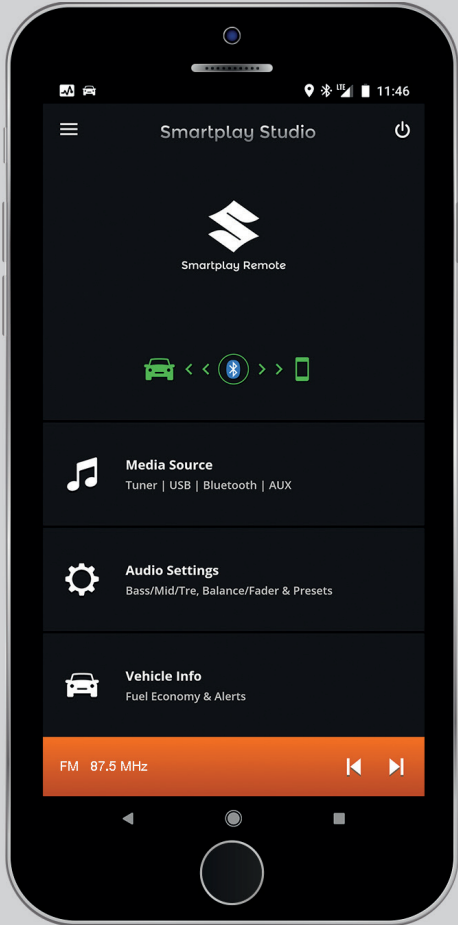 LTE 11:46
Smartplay Studio
Smartplay Remote
Media Source
Tuner | USB | Bluetooth | AUX
Audio Settings
Bass/Mid/Tre, Balance/Fader & Presets
Vehicle Info
Fuel Economy & Alerts
FM 87.5 MHz